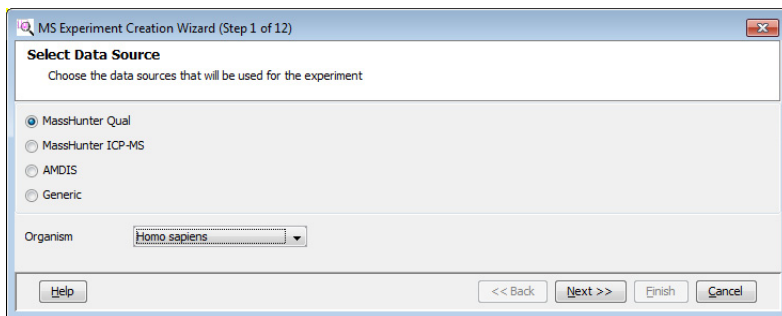 MS Experiment Creation Wizard (Step 1 of 12)
Select Data Source
Choose the data sources that will be used for the experiment
MassHunter Qual
MassHunter ICP-MS
AMDIS
Generic
Organism Homo sapiens
Help << Back Next >> Finish Cancel